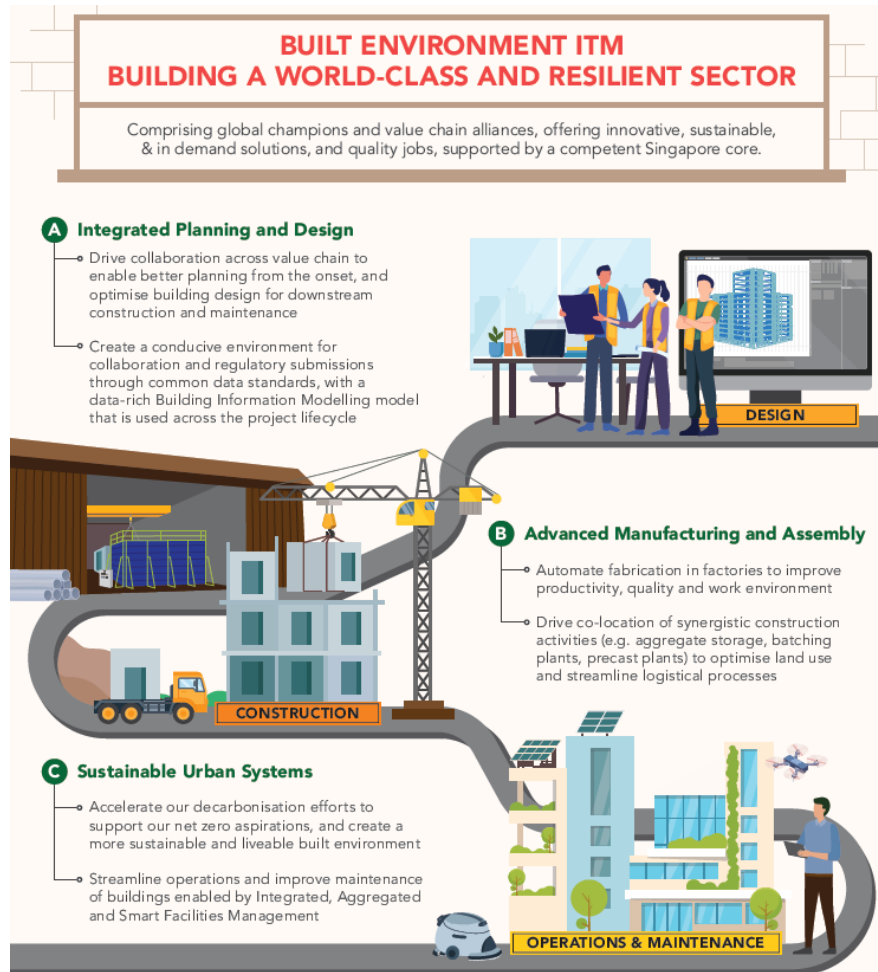 BUILT ENVIRONMENT ITM
BUILDING A WORLD-CLASS AND RESILIENT SECTOR
Comprising global champions and value chain alliances, offering innovative, sustainable,
& in demand solutions, and quality jobs, supported by a competent Singapore core.
A Integrated Planning and Design
Drive collaboration across value chain to
enable better planning from the onset, and
optimise building design for downstream
construction and maintenance
Create a conducive environment for
collaboration and regulatory submissions
through common data standards, with a
data-rich Building Information Modelling model
that is used across the project lifecycle
DESIGN
B Advanced Manufacturing and Assembly
Automate fabrication in factories to improve
productivity, quality and work environment
Drive co-location of synergistic construction
activities (e.g. aggregate storage, batching
plants, precast plants) to optimise land use
and streamline logistical processes
CONSTRUCTION
C Sustainable Urban Systems
Accelerate our decarbonisation efforts to
support our net zero aspirations, and create a
more sustainable and liveable built environment
Streamline operations and improve maintenance
of buildings enabled by Integrated, Aggregated
and Smart Facilities Management
OPERATIONS & MAINTENANCE